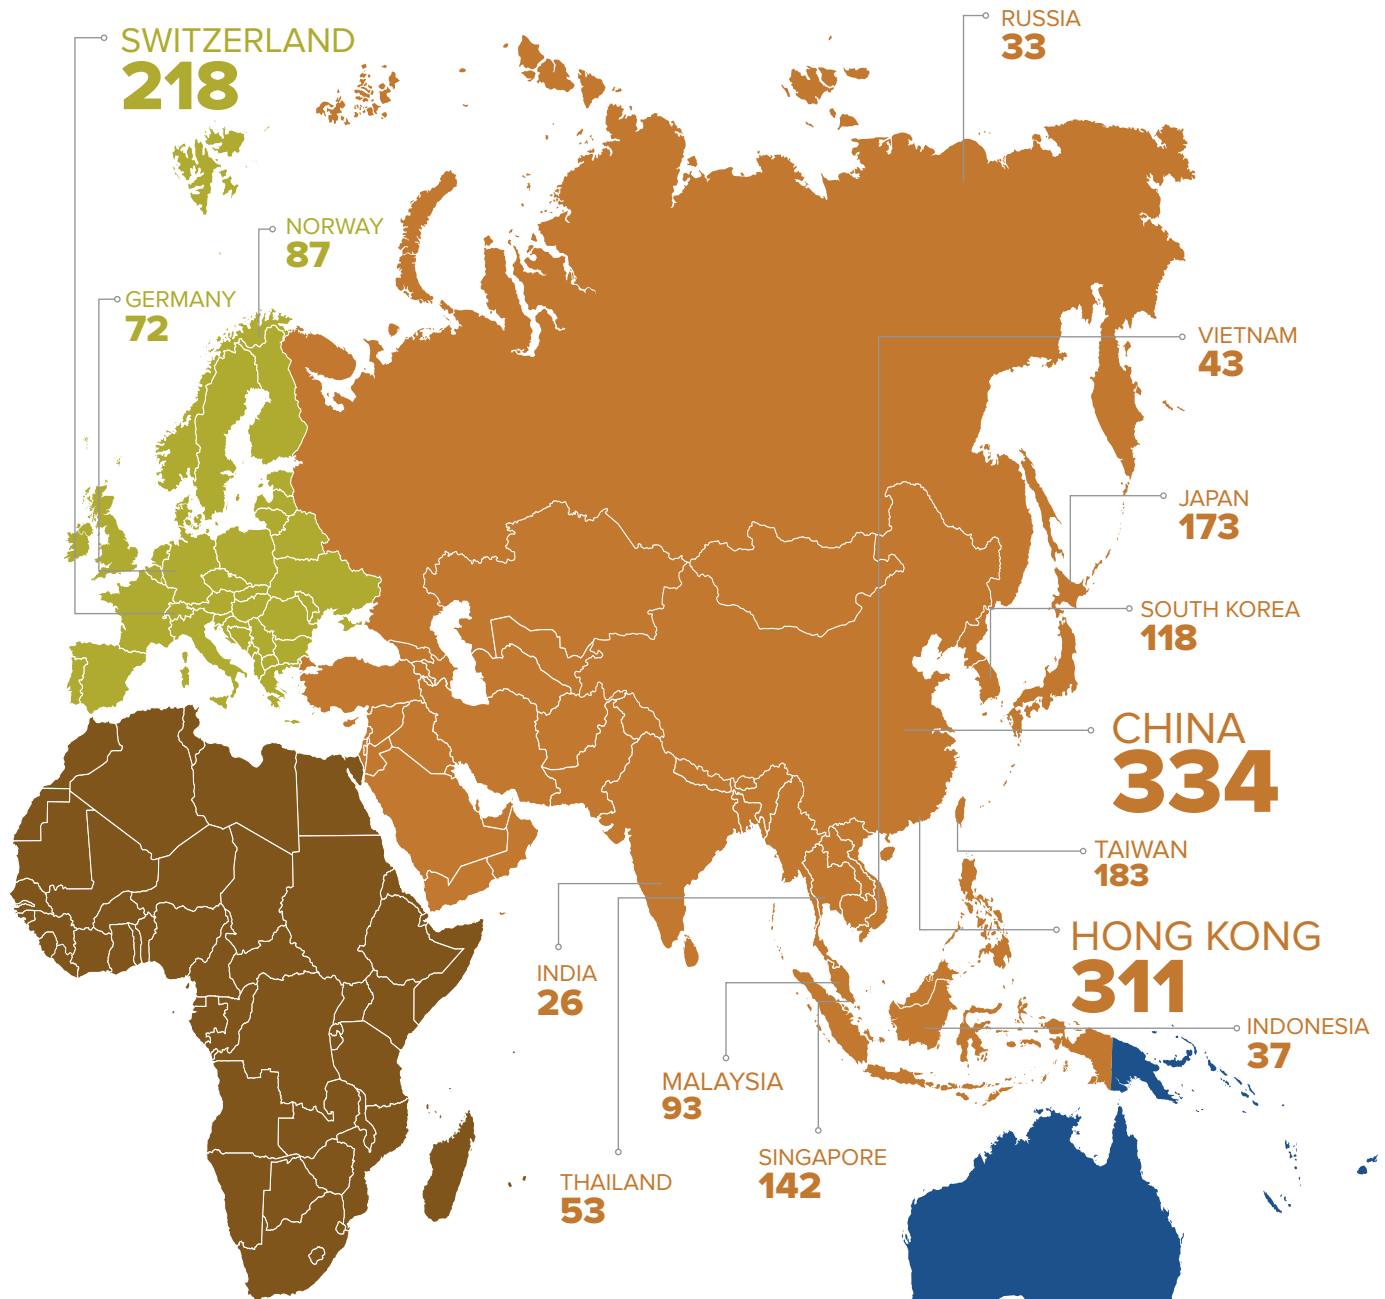 RUSSIA
33
SWITZERLAND
218
NORWAY
87
GERMANY
72
VIETNAM
43
JAPAN
173
SOUTH KOREA
118
CHINA
334
TAIWAN
183
HONG KONG
311
INDIA
26
INDONESIA
37
MALAYSIA
93
SINGAPORE
142
THAILAND
53